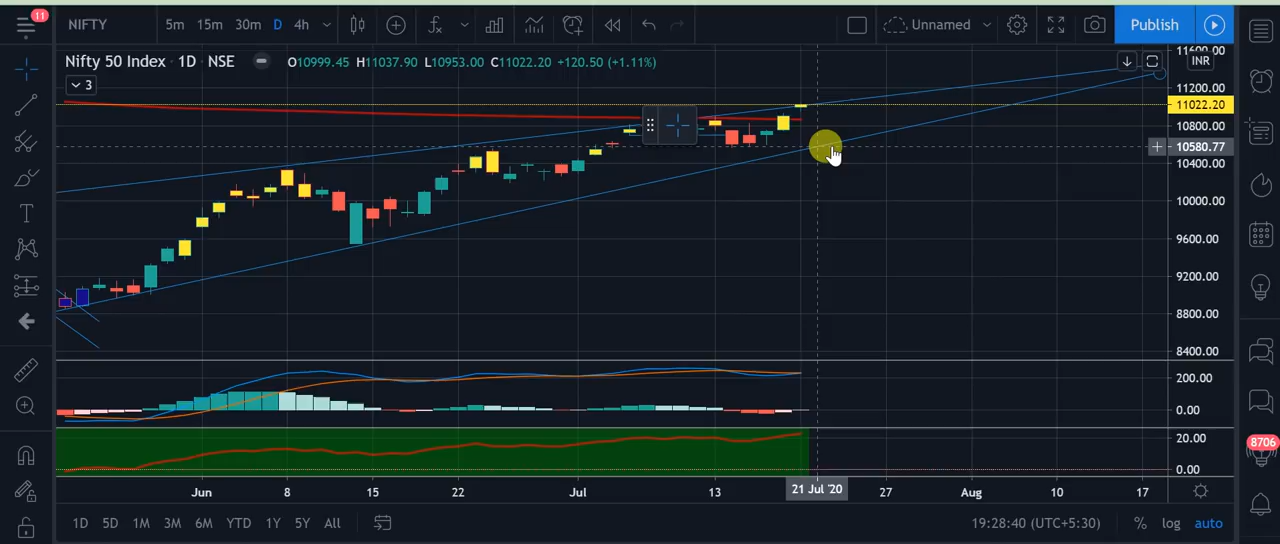 11
NIFTY
5m 15m 30m D 4h
Unnamed
Publish
Nifty 50 Index · 1D · NSE
O10999.45 H11037.90 L10953.00 C11022.20 +120.50 (+1.11%)
3
INR
11600.00
11200.00
11022.20
10800.00
10580.77
10400.00
10000.00
9600.00
9200.00
8800.00
8400.00
200.00
0.00
20.00
0.00
8706
Jun 8 15 22 Jul 13 21 Jul '20 27 Aug 10 17
1D 5D 1M 3M 6M YTD 1Y 5Y All
19:28:40 (UTC+5:30) % log auto